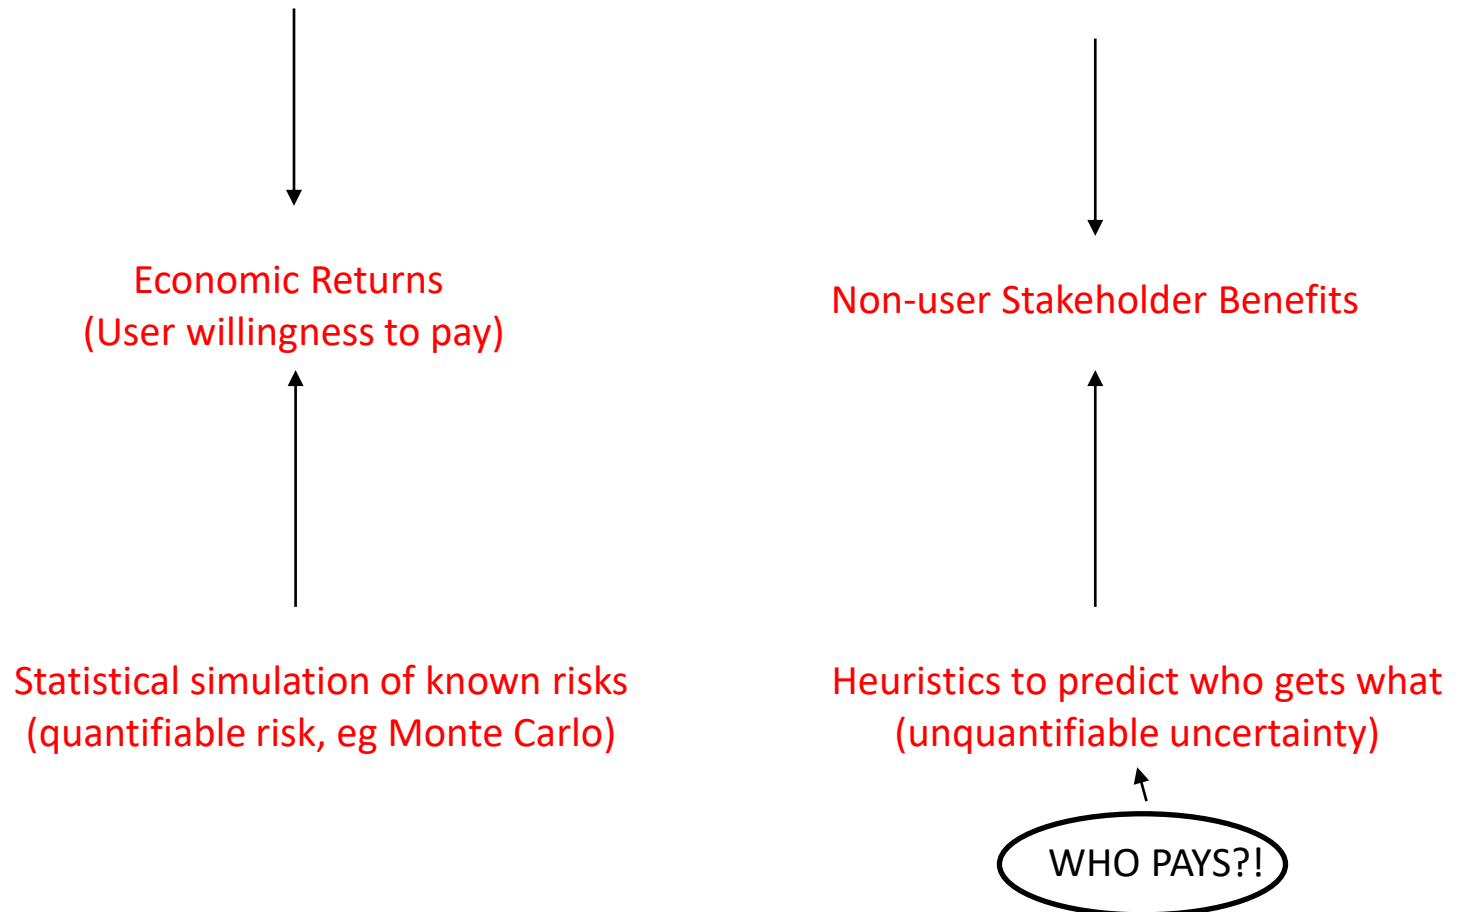 Economic Returns
(User willingness to pay)
Non-user Stakeholder Benefits
Statistical simulation of known risks
(quantifiable risk, eg Monte Carlo)
Heuristics to predict who gets what
(unquantifiable uncertainty)
WHO PAYS?!